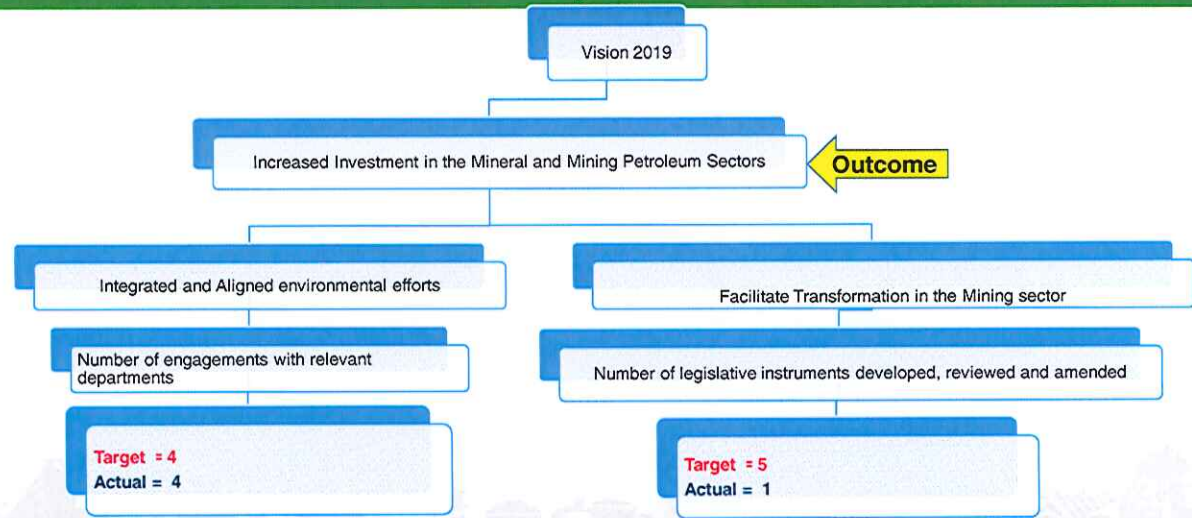 Vision 2019
Increased Investment in the Mineral and Mining Petroleum Sectors
Outcome
Integrated and Aligned environmental efforts
Facilitate Transformation in the Mining sector
Number of engagements with relevant
departments
Number of legislative instruments developed, reviewed and amended
Target = 4
Actual = 4
Target = 5
Actual = 1